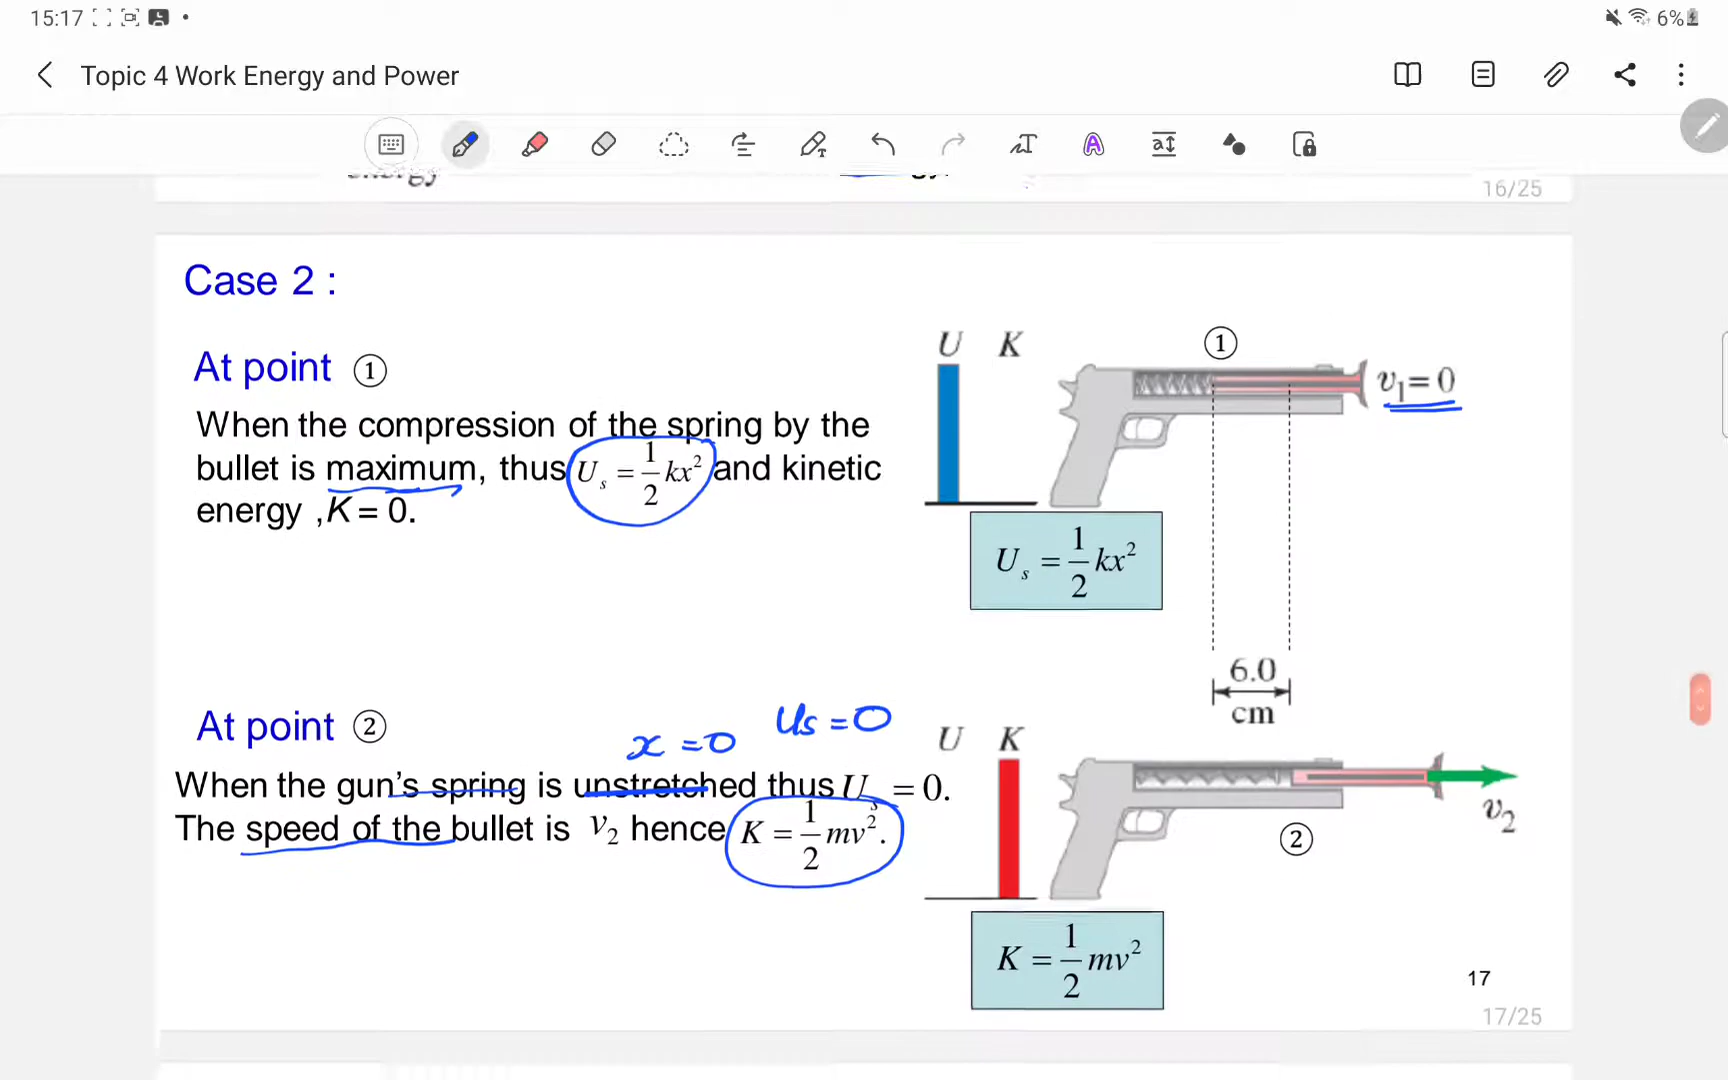 15:17
6%
Topic 4 Work Energy and Power
16/25
Case 2 :
At point ①
When the compression of the spring by the
bullet is maximum, thus U_s = 1/2 kx² and kinetic
energy ,K = 0.
U K
①
v₁= 0
U_s = 1/2 kx²
6.0
cm
At point ②
x = 0 Us = 0
When the gun's spring is unstretched thus U_s = 0.
The speed of the bullet is v₂ hence K = 1/2 mv².
U K
v₂
②
K = 1/2 mv²
17
17/25